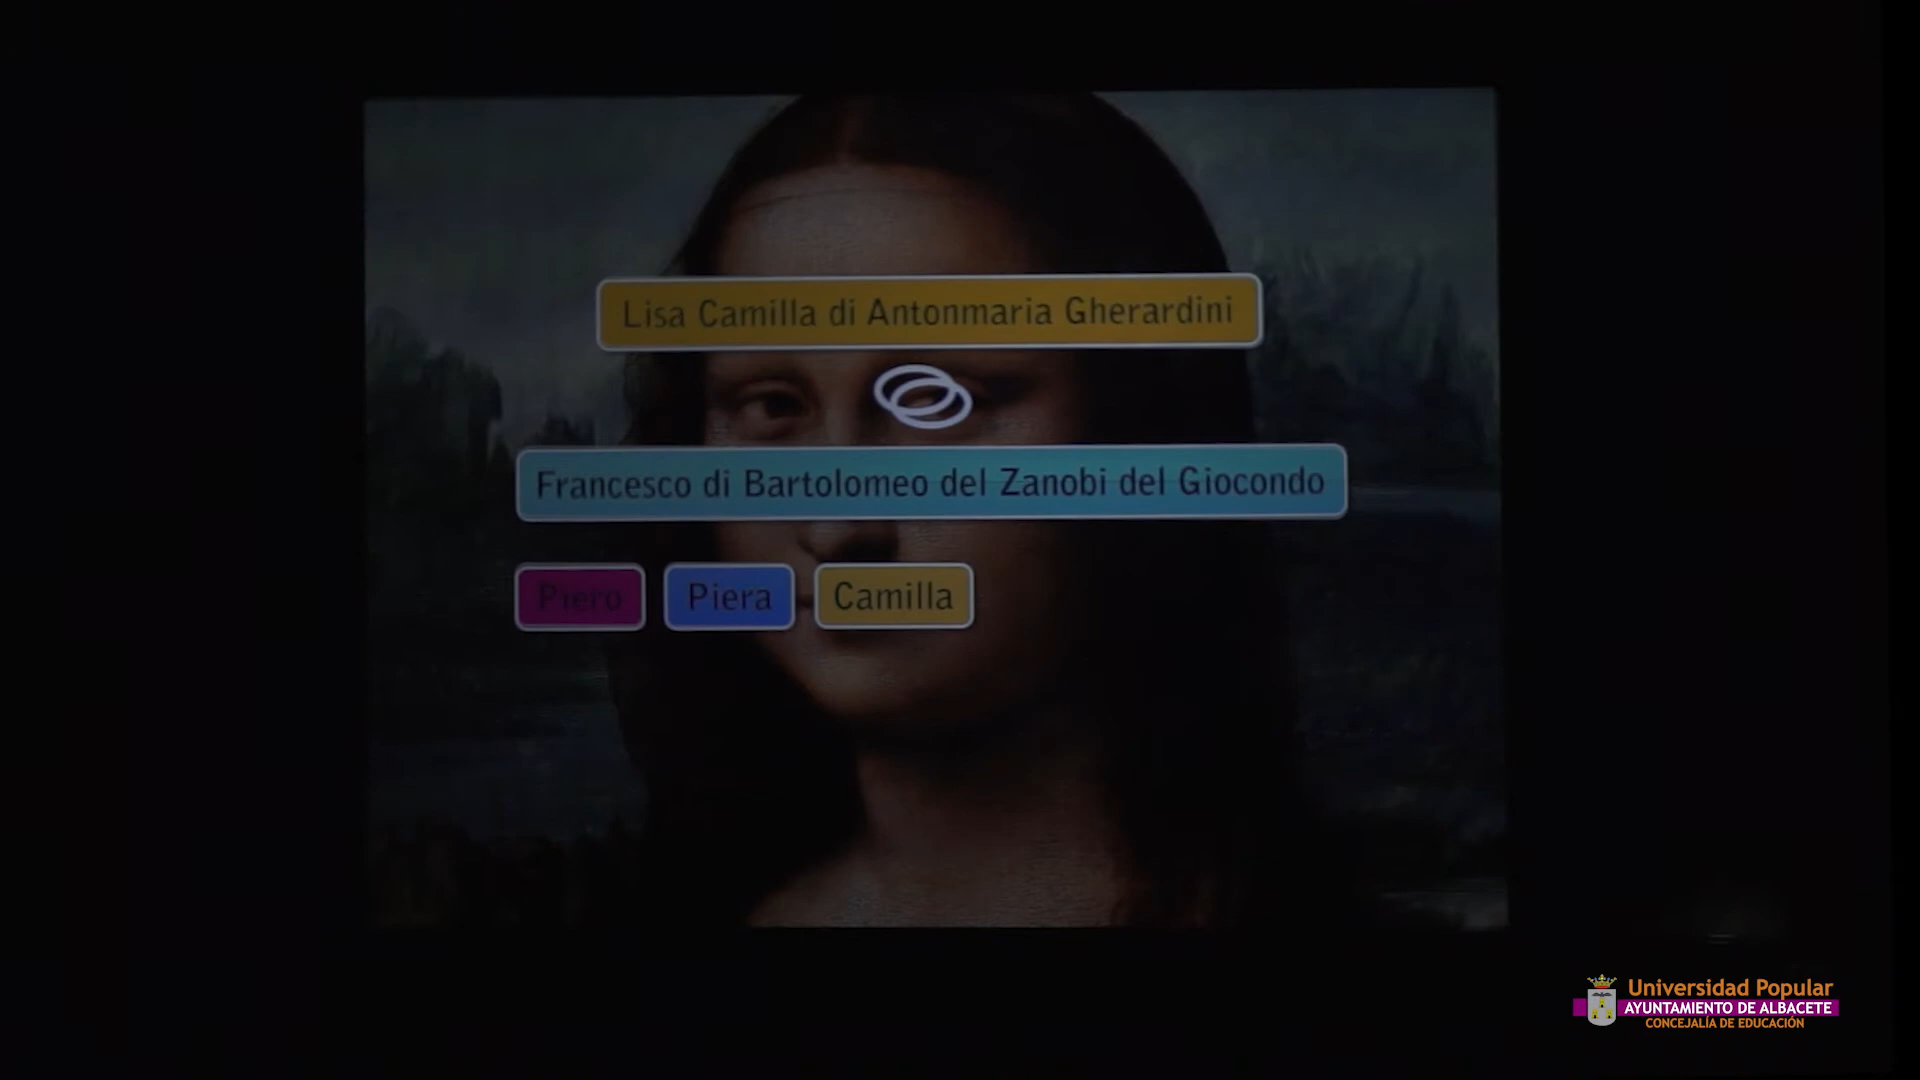 Lisa Camilla di Antonmaria Gherardini
Francesco di Bartolomeo del Zanobi del Giocondo
Piero Piera Camilla
Universidad Popular
AYUNTAMIENTO DE ALBACETE
CONCEJALÍA DE EDUCACIÓN